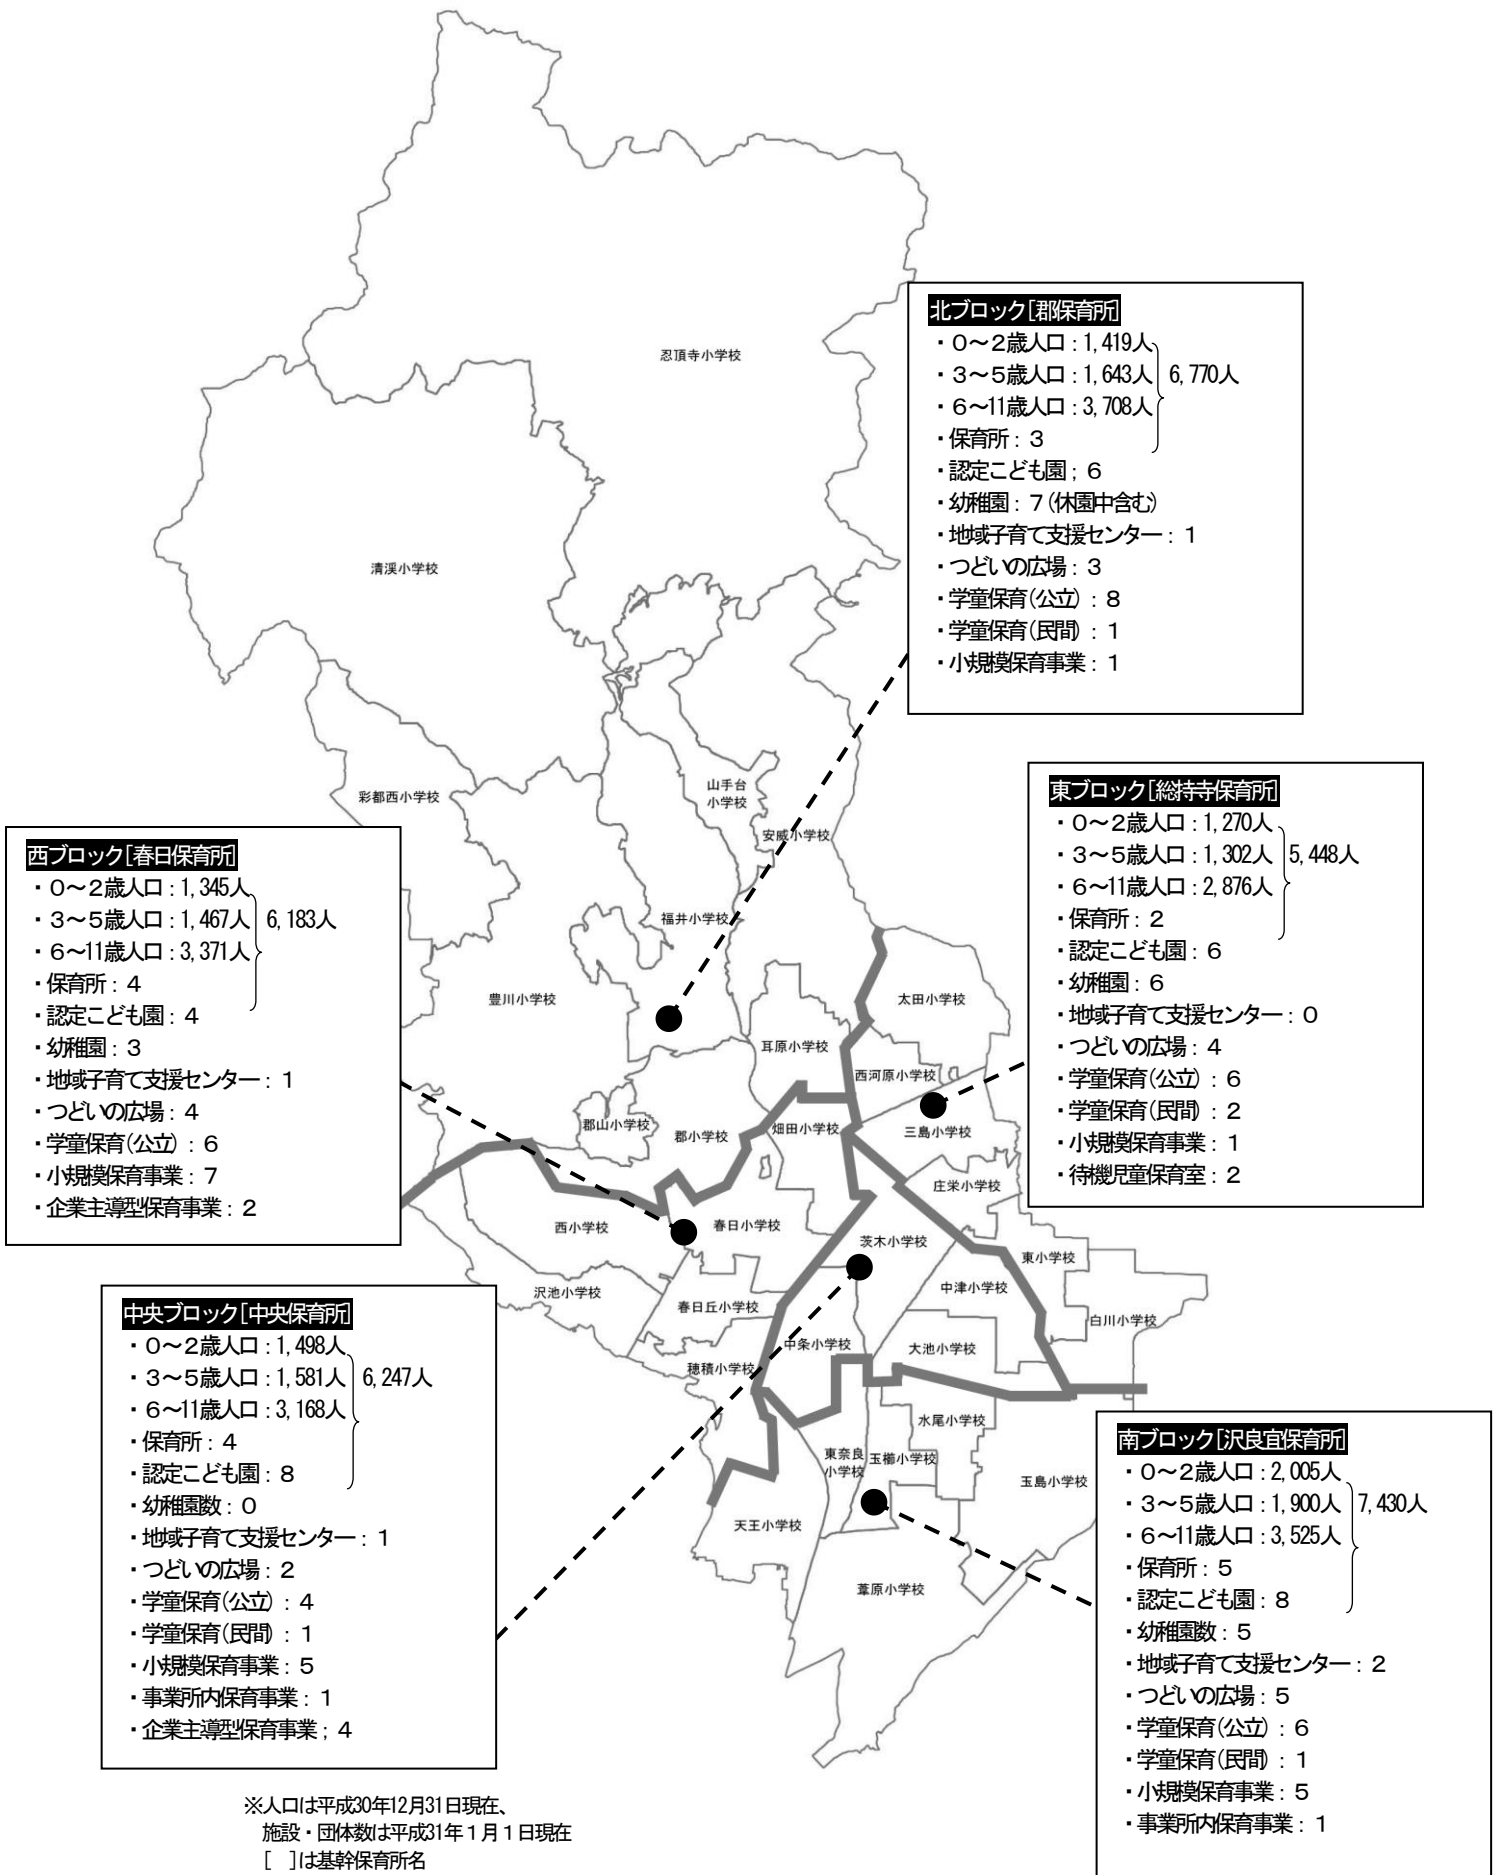 忍頂寺小学校
清渓小学校
北ブロック[郡保育所]
・０～２歳人口：1,419人
・３～５歳人口：1,643人
6,770人
・６～11歳人口：3,708人
・保育所：３
・認定こども園；６
・幼稚園：７(休園中含む)
・地域子育て支援センター：１
・つどいの広場：３
・学童保育(公立)：８
・学童保育(民間)：１
・小規模保育事業：１
彩都西小学校
山手台
小学校
安威小学校
福井小学校
豊川小学校
太田小学校
耳原小学校
西河原小学校
郡山小学校
郡小学校
畑田小学校
三島小学校
庄栄小学校
西小学校
春日小学校
茨木小学校
東小学校
沢池小学校
春日丘小学校
中津小学校
白川小学校
穂積小学校
中条小学校
大池小学校
水尾小学校
東奈良
小学校
玉櫛小学校
玉島小学校
天王小学校
葦原小学校
東ブロック[総持寺保育所]
・０～２歳人口：1,270人
・３～５歳人口：1,302人
5,448人
・６～11歳人口：2,876人
・保育所：２
・認定こども園：６
・幼稚園：６
・地域子育て支援センター：０
・つどいの広場：４
・学童保育(公立)：６
・学童保育(民間)：２
・小規模保育事業：１
・待機児童保育室：２
西ブロック[春日保育所]
・０～２歳人口：1,345人
・３～５歳人口：1,467人
6,183人
・６～11歳人口：3,371人
・保育所：４
・認定こども園：４
・幼稚園：３
・地域子育て支援センター：１
・つどいの広場：４
・学童保育(公立)：６
・小規模保育事業：７
・企業主導型保育事業：２
中央ブロック[中央保育所]
・０～２歳人口：1,498人
・３～５歳人口：1,581人
6,247人
・６～11歳人口：3,168人
・保育所：４
・認定こども園：８
・幼稚園数：０
・地域子育て支援センター：１
・つどいの広場：２
・学童保育(公立)：４
・学童保育(民間)：１
・小規模保育事業：５
・事業所内保育事業：１
・企業主導型保育事業；４
南ブロック[沢良宜保育所]
・０～２歳人口：2,005人
・３～５歳人口：1,900人
7,430人
・６～11歳人口：3,525人
・保育所：５
・認定こども園：８
・幼稚園数：５
・地域子育て支援センター：２
・つどいの広場：５
・学童保育(公立)：６
・学童保育(民間)：１
・小規模保育事業：５
・事業所内保育事業：１
※人口は平成30年12月31日現在、
施設・団体数は平成31年１月１日現在
[　]は基幹保育所名